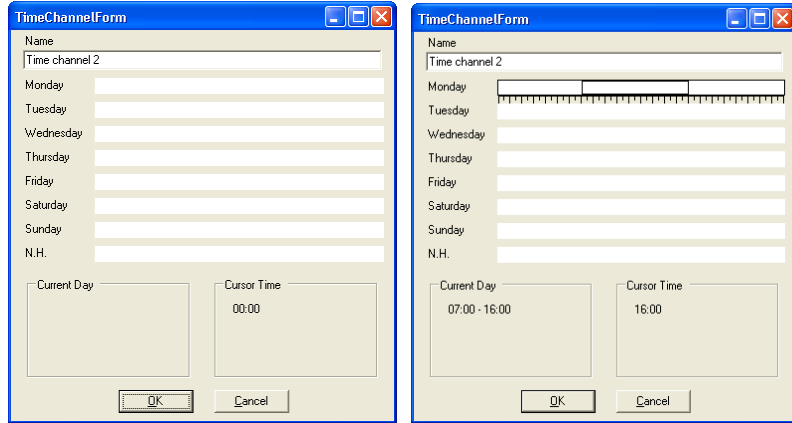 TimeChannelForm
Name
Time channel 2
Monday
Tuesday
Wednesday
Thursday
Friday
Saturday
Sunday
N.H.
Current Day
Cursor Time
00:00
OK
Cancel
TimeChannelForm
Name
Time channel 2
Monday
Tuesday
Wednesday
Thursday
Friday
Saturday
Sunday
N.H.
Current Day
07:00 - 16:00
Cursor Time
16:00
OK
Cancel